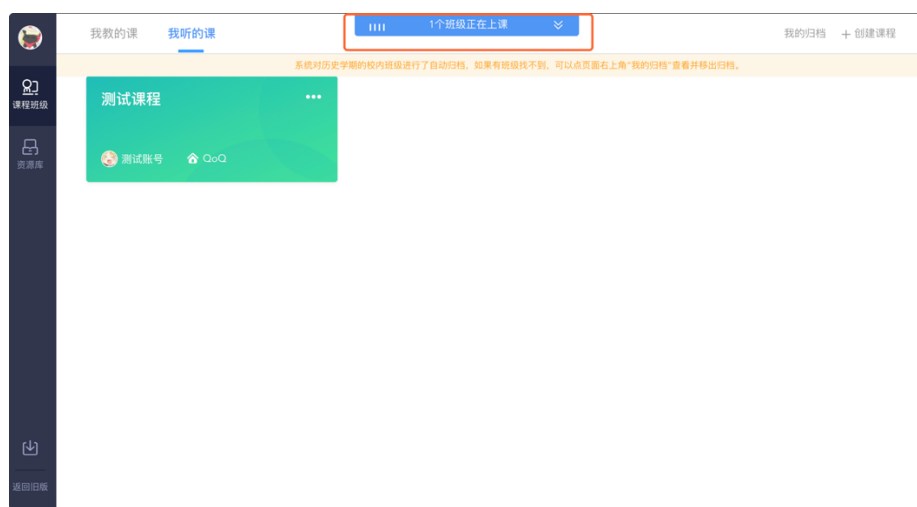 我教的课 我听的课 1个班级正在上课 我的归档 + 创建课程
系统对历史学期的校内班级进行了自动归档，如果有班级找不到，可以点页面右上角“我的归档”查看并移出归档。
课程班级
资源库
测试课程
测试账号 QoQ
返回旧版